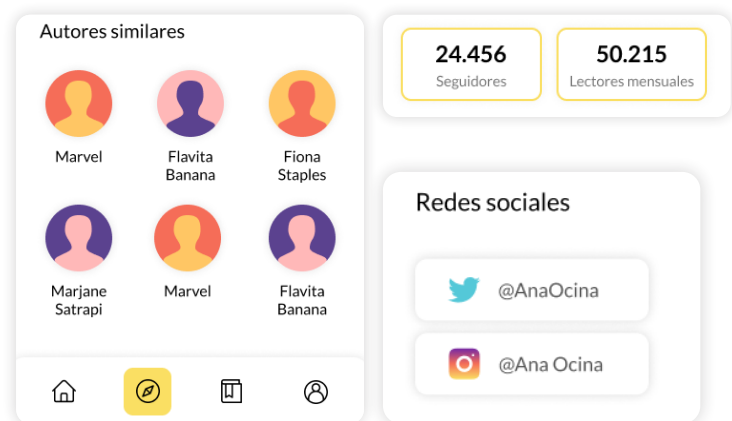 Autores similares
Marvel
Flavita
Banana
Fiona
Staples
Marjane
Satrapi
Marvel
Flavita
Banana
24.456
Seguidores
50.215
Lectores mensuales
Redes sociales
@AnaOcina
@Ana Ocina